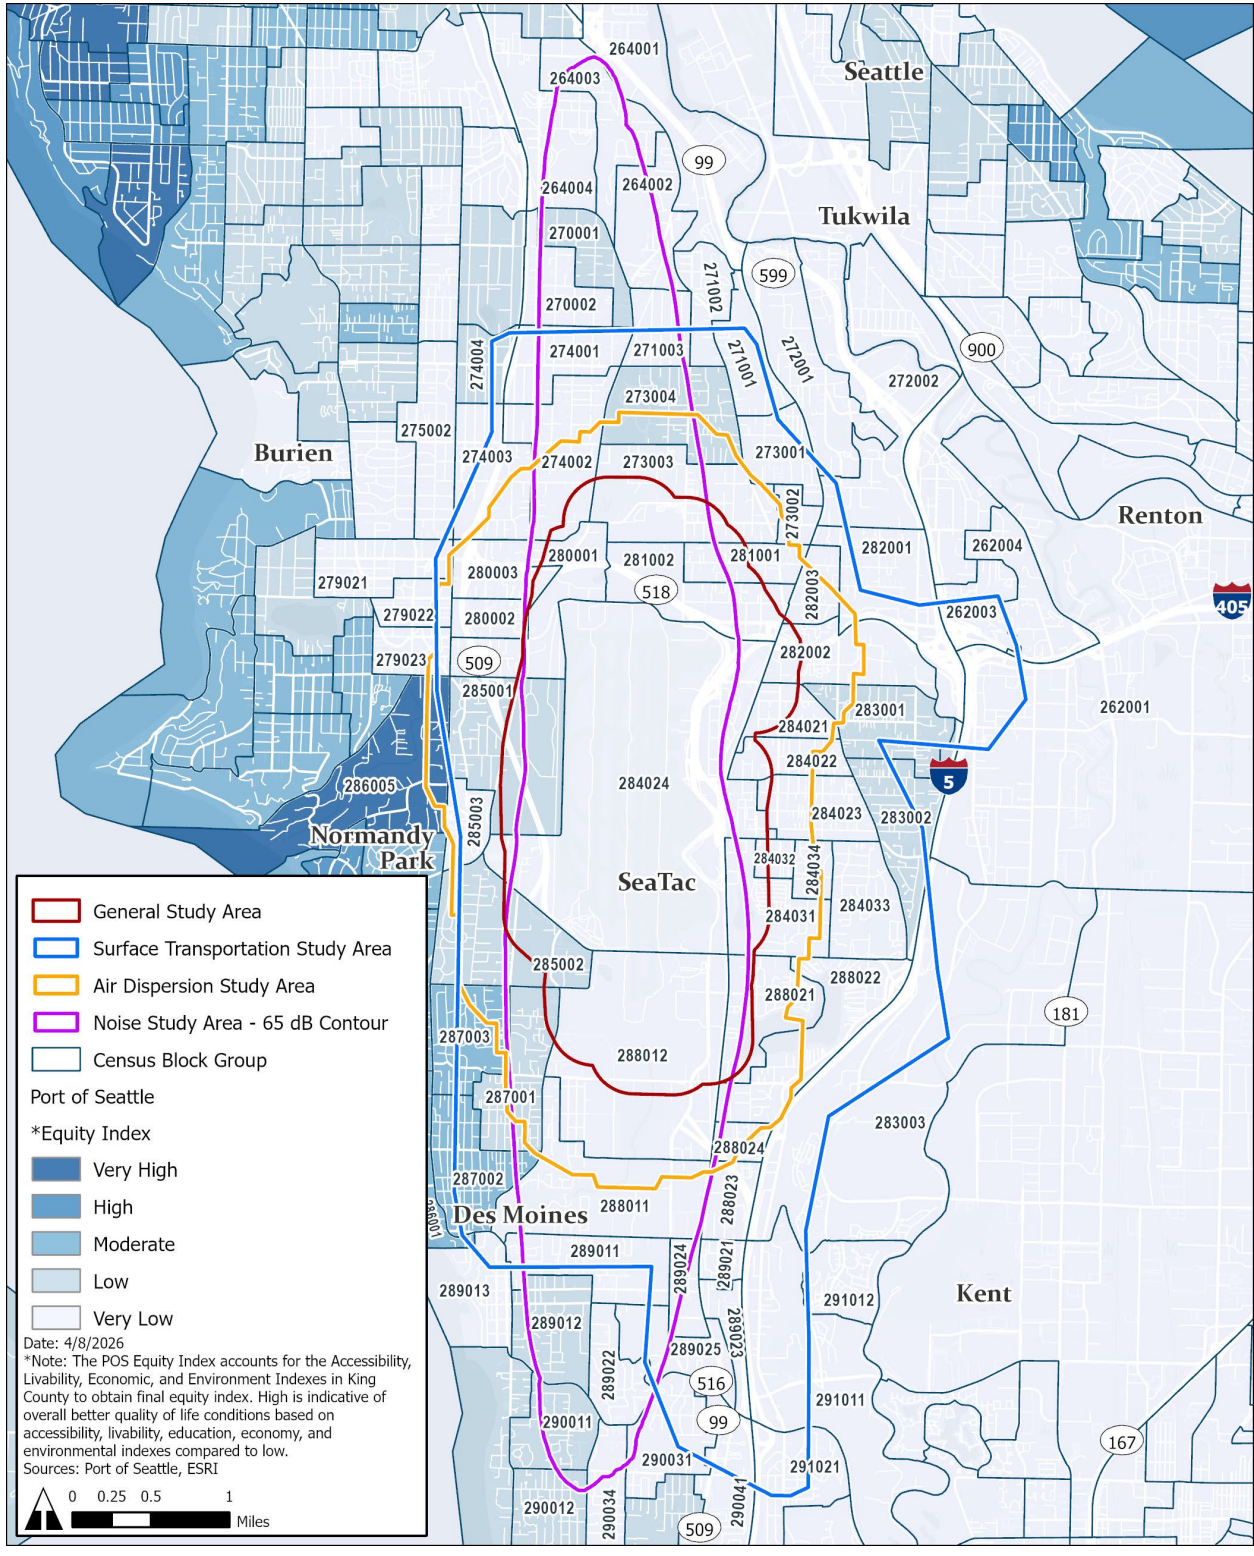 264001
Seattle
264003
99
264004
264002
Tukwila
270001
271002
599
270002
274004
274001
271003
271001
272001
900
272002
273004
275002
Burien
274003
274002
273003
273001
273002
Renton
280001
281002
281001
282001
262004
279021
280003
518
282003
405
279022
280002
262003
279023
509
282002
285001
283001
262001
284021
284022
286005
284024
5
285003
284023
283002
Normandy
Park
284032
284034
SeaTac
284031
284033
285002
288022
288021
181
287003
288012
287001
283003
288024
287002
288023
286001
288011
Des Moines
289011
289024
289021
289013
291012
Kent
289012
289023
289022
289025
516
291011
290011
99
167
290031
291021
290012
290034
290041
509
General Study Area
Surface Transportation Study Area
Air Dispersion Study Area
Noise Study Area - 65 dB Contour
Census Block Group
Port of Seattle
*Equity Index
Very High
High
Moderate
Low
Very Low
Date: 4/8/2026
*Note: The POS Equity Index accounts for the Accessibility,
Livability, Economic, and Environment Indexes in King
County to obtain final equity index. High is indicative of
overall better quality of life conditions based on
accessibility, livability, education, economy, and
environmental indexes compared to low.
Sources: Port of Seattle, ESRI
0 0.25 0.5 1
Miles